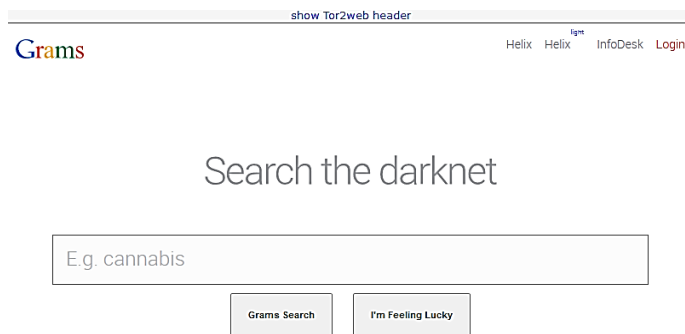 show Tor2web header
Grams
Helix Helix light InfoDesk Login
Search the darknet
E.g. cannabis
Grams Search I'm Feeling Lucky